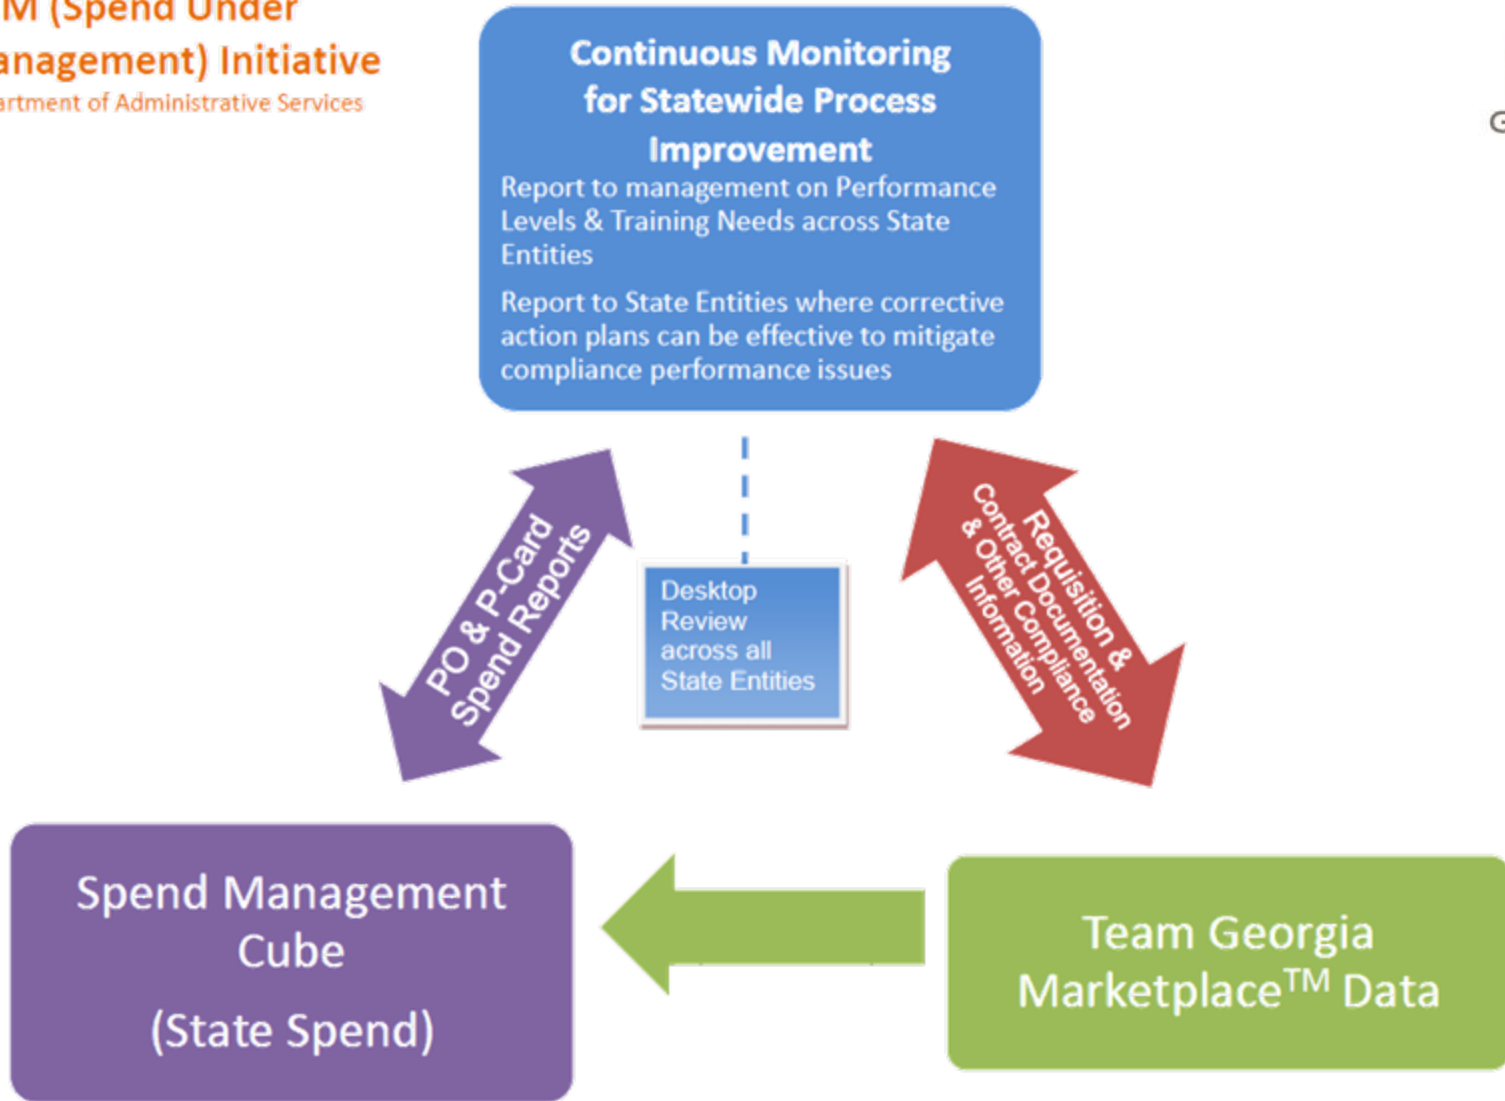 M (Spend Under
anagement) Initiative
artment of Administrative Services
G
Continuous Monitoring
for Statewide Process
Improvement
Report to management on Performance
Levels & Training Needs across State
Entities
Report to State Entities where corrective
action plans can be effective to mitigate
compliance performance issues
PO & P-Card
Spend Reports
Desktop
Review
across all
State Entities
Requisition &
Contract Documentation
& Other Compliance
Information
Spend Management
Cube
(State Spend)
Team Georgia
Marketplace™ Data